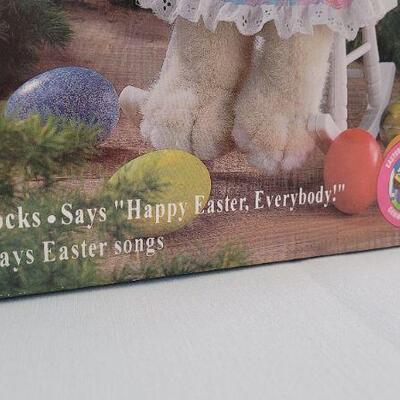 ocks • Says "Happy Easter, Everybody!"
ays Easter songs